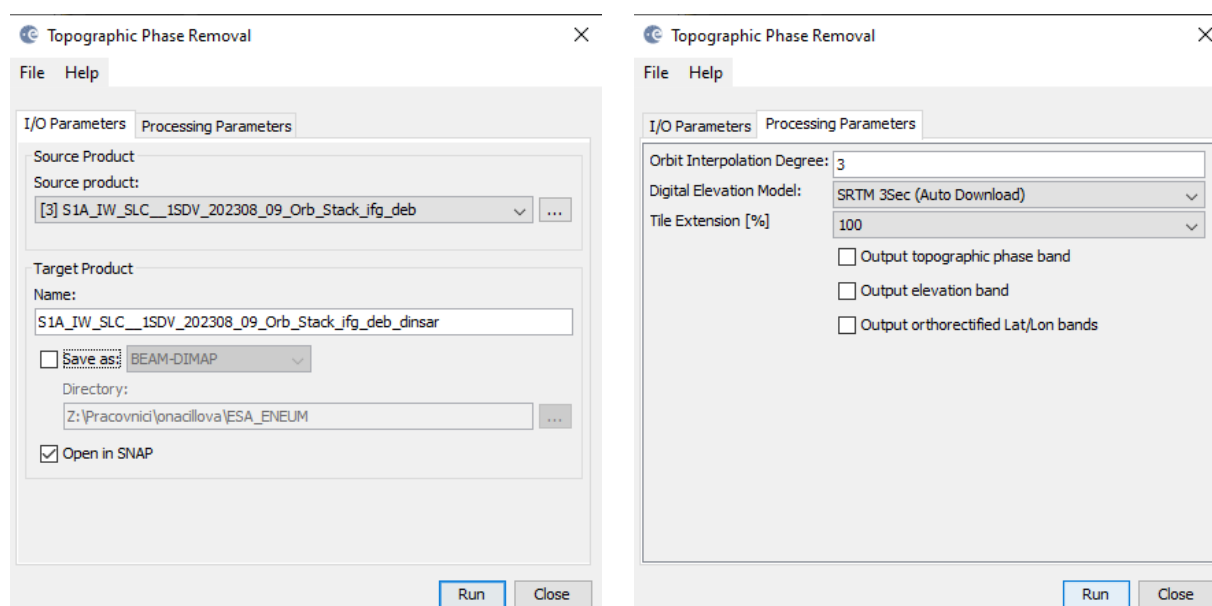 Topographic Phase Removal
File Help
I/O Parameters Processing Parameters
Source Product
Source product:
[3] S1A_IW_SLC__1SDV_202308_09_Orb_Stack_ifg_deb
...
Target Product
Name:
S1A_IW_SLC__1SDV_202308_09_Orb_Stack_ifg_deb_dinsar
Save as: BEAM-DIMAP
Directory:
Z:\Pracovnici\onacillova\ESA_ENEUM
...
Open in SNAP
Run Close
Topographic Phase Removal
File Help
I/O Parameters Processing Parameters
Orbit Interpolation Degree: 3
Digital Elevation Model: SRTM 3Sec (Auto Download)
Tile Extension [%] 100
Output topographic phase band
Output elevation band
Output orthorectified Lat/Lon bands
Run Close